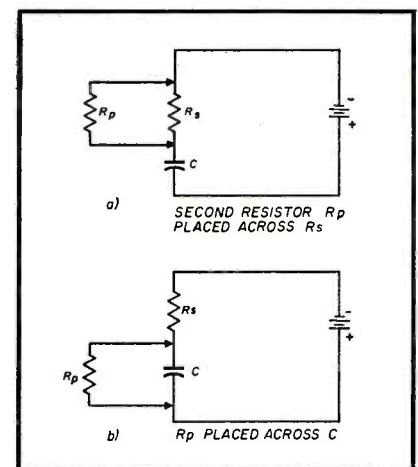 Rp
Rs
C
-
+
a)
SECOND RESISTOR Rp
PLACED ACROSS Rs
Rs
Rp
C
-
+
b)
Rp PLACED ACROSS C